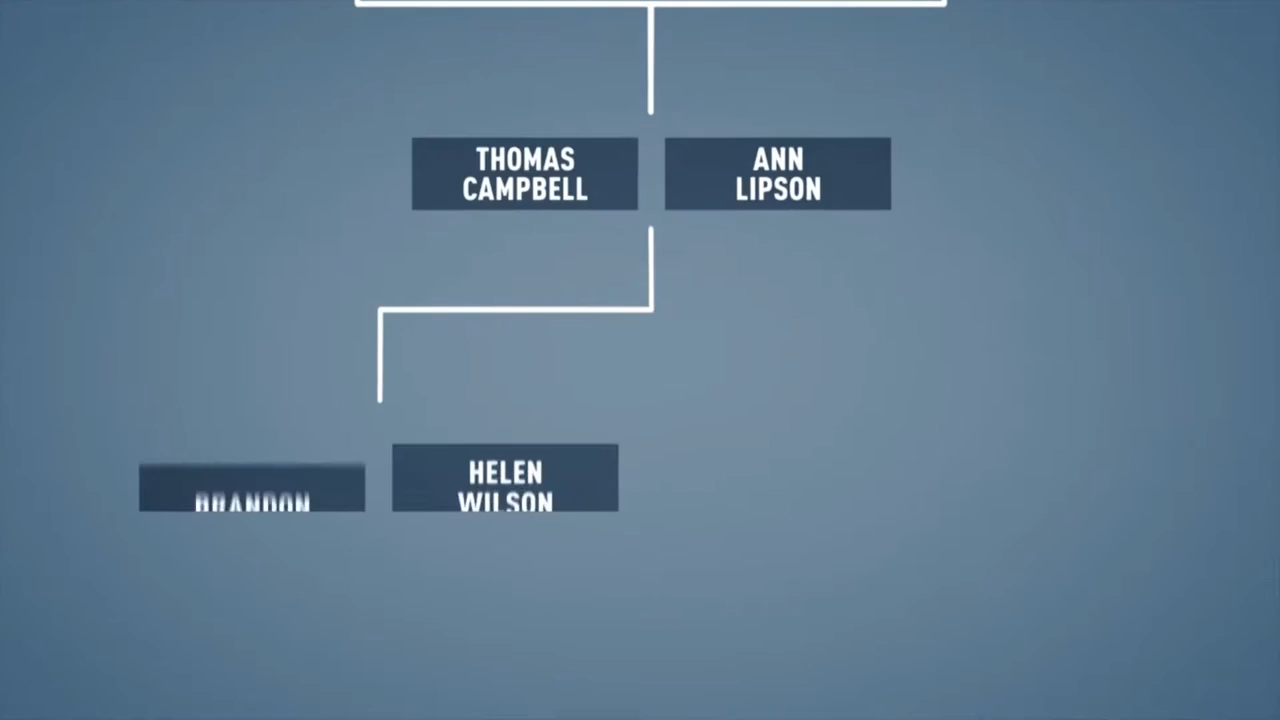 THOMAS
CAMPBELL
ANN
LIPSON
HELEN
WILSON
BRANDON